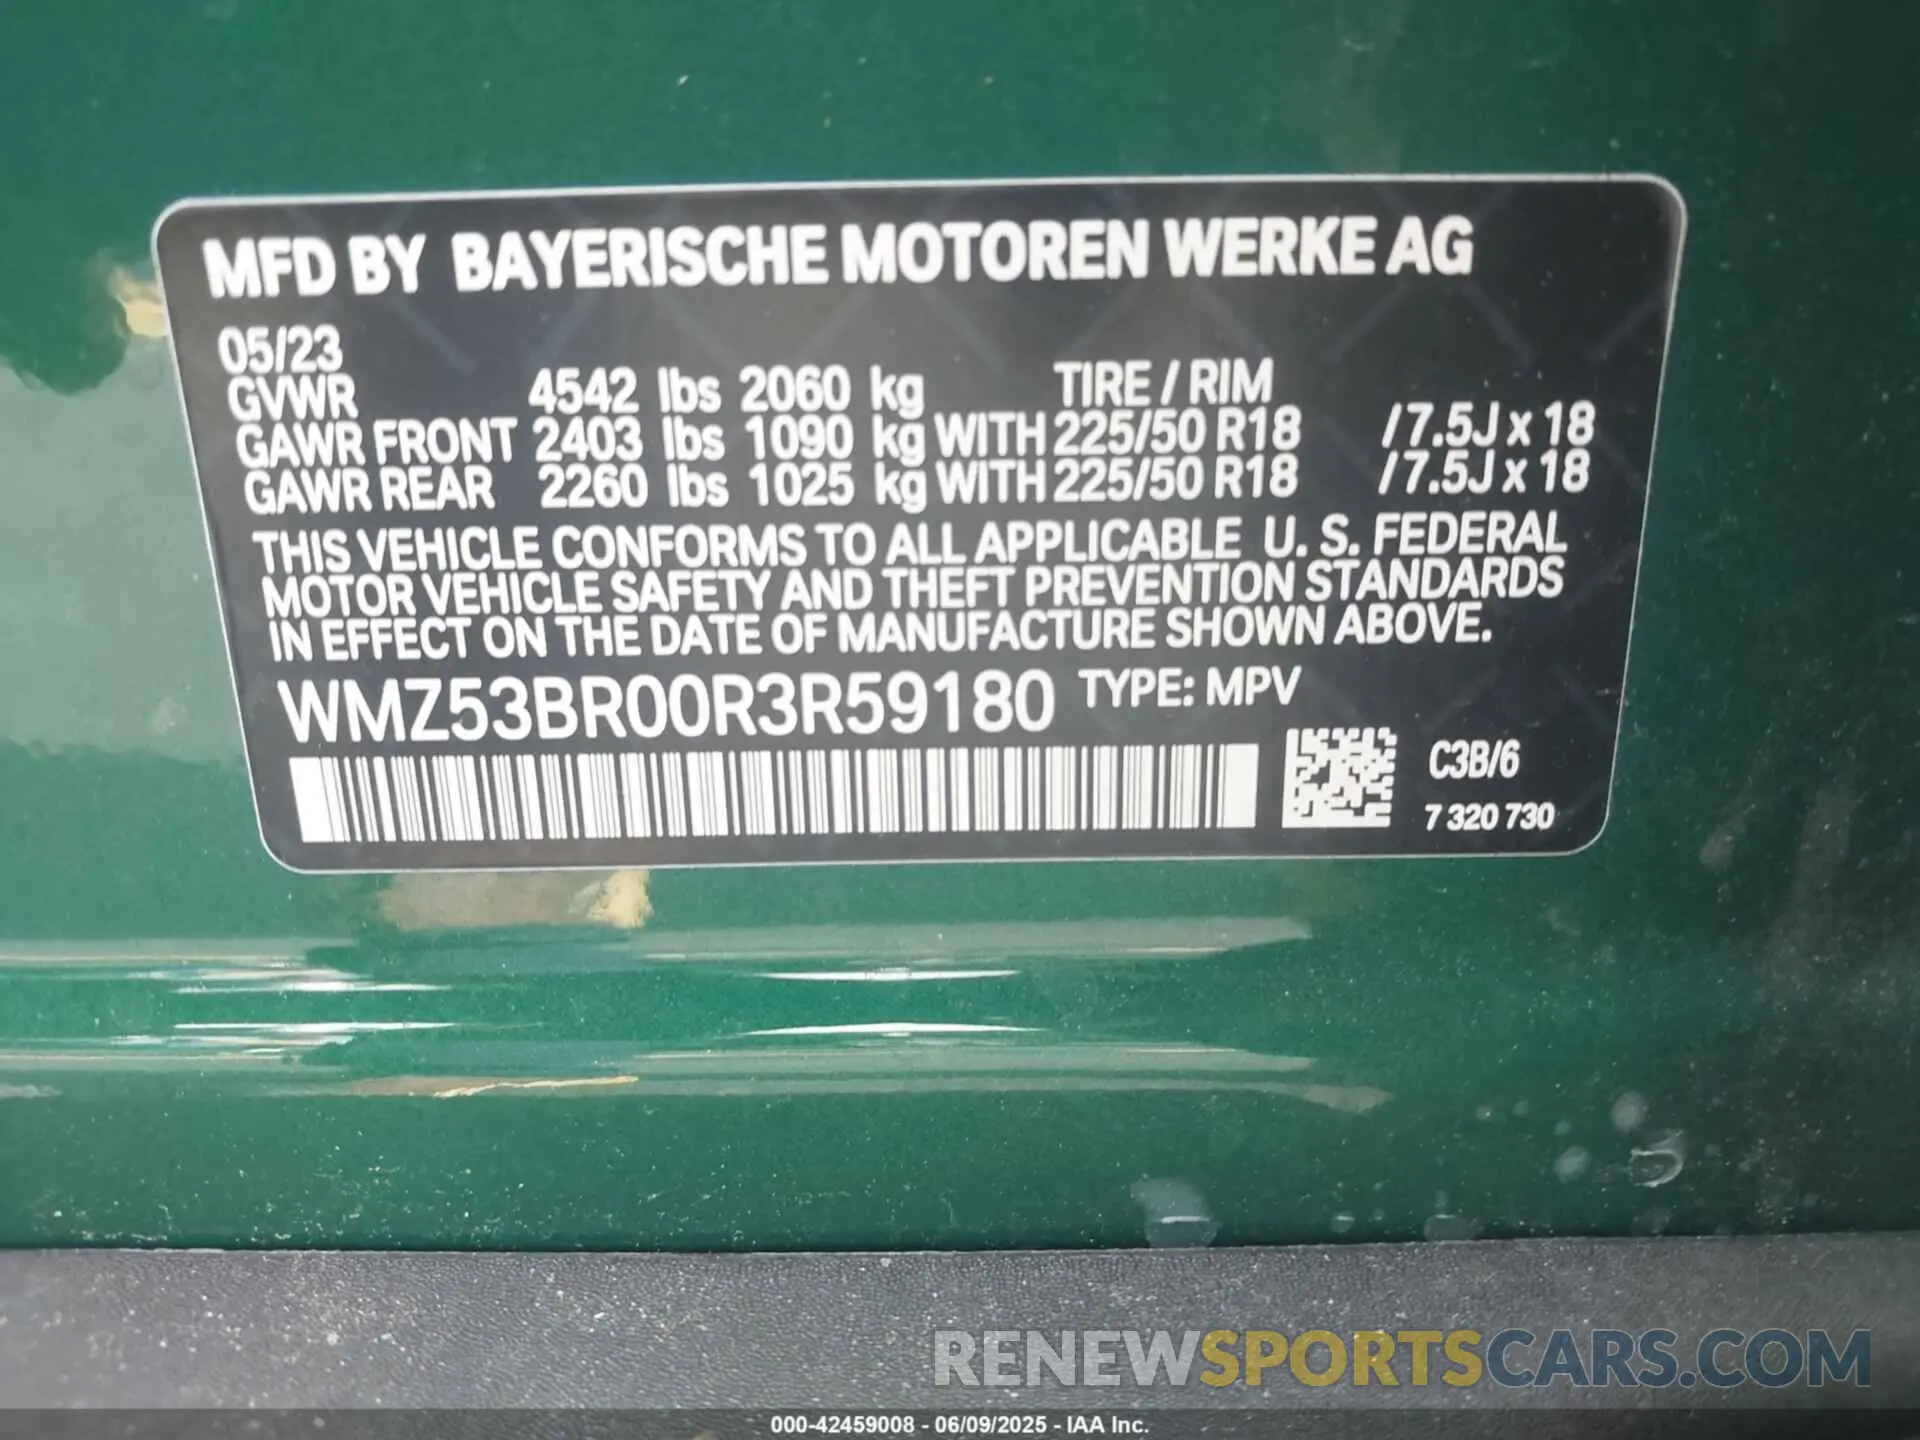 MFD BY BAYERISCHE MOTOREN WERKE AG
05/23
GVWR 4542 lbs 2060 kg TIRE / RIM
GAWR FRONT 2403 lbs 1090 kg WITH 225/50 R18 / 7.5J x 18
GAWR REAR 2260 lbs 1025 kg WITH 225/50 R18 / 7.5J x 18
THIS VEHICLE CONFORMS TO ALL APPLICABLE U. S. FEDERAL
MOTOR VEHICLE SAFETY AND THEFT PREVENTION STANDARDS
IN EFFECT ON THE DATE OF MANUFACTURE SHOWN ABOVE.
WMZ53BR00R3R59180 TYPE: MPV
C3B/6
7 320 730
RENEWSPORTSCARS.COM
000-42459008 - 06/09/2025 - IAA Inc.